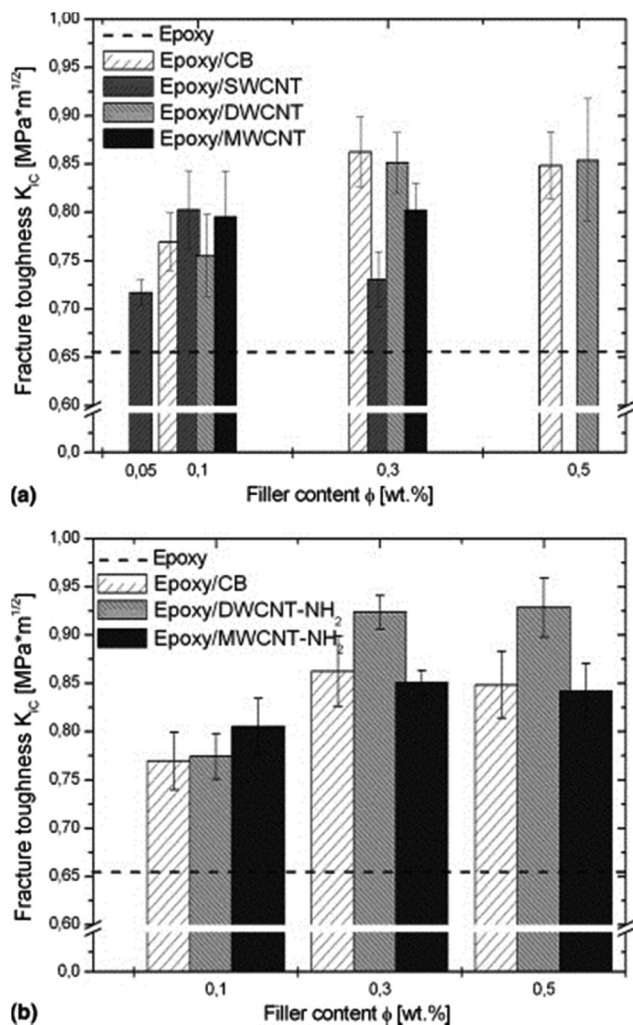 1,00
0,95
0,90
0,85
0,80
0,75
0,70
0,65
0,60
0,0
Fracture toughness K_IC [MPa*m^1/2]
Epoxy
Epoxy/CB
Epoxy/SWCNT
Epoxy/DWCNT
Epoxy/MWCNT
0,05 0,1 0,3 0,5
(a) Filler content ϕ [wt.%]
1,00
0,95
0,90
0,85
0,80
0,75
0,70
0,65
0,60
0,0
Fracture toughness K_IC [MPa*m^1/2]
Epoxy
Epoxy/CB
Epoxy/DWCNT-NH₂
Epoxy/MWCNT-NH₂
0,1 0,3 0,5
(b) Filler content ϕ [wt.%]